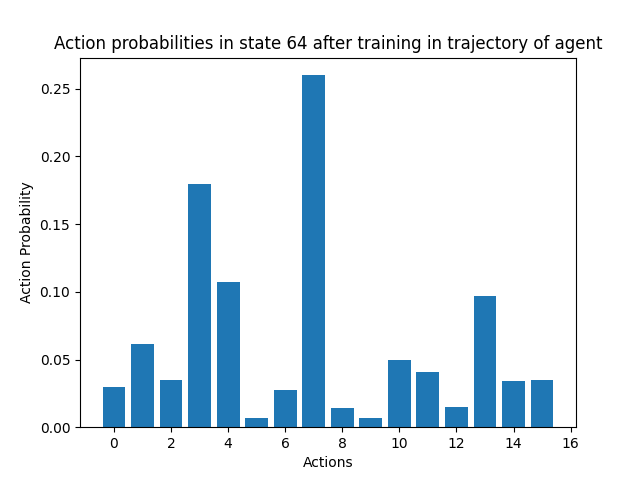 Action probabilities in state 64 after training in trajectory of agent
0.25
0.20
0.15
0.10
0.05
0.00
Action Probability
0 2 4 6 8 10 12 14 16
Actions